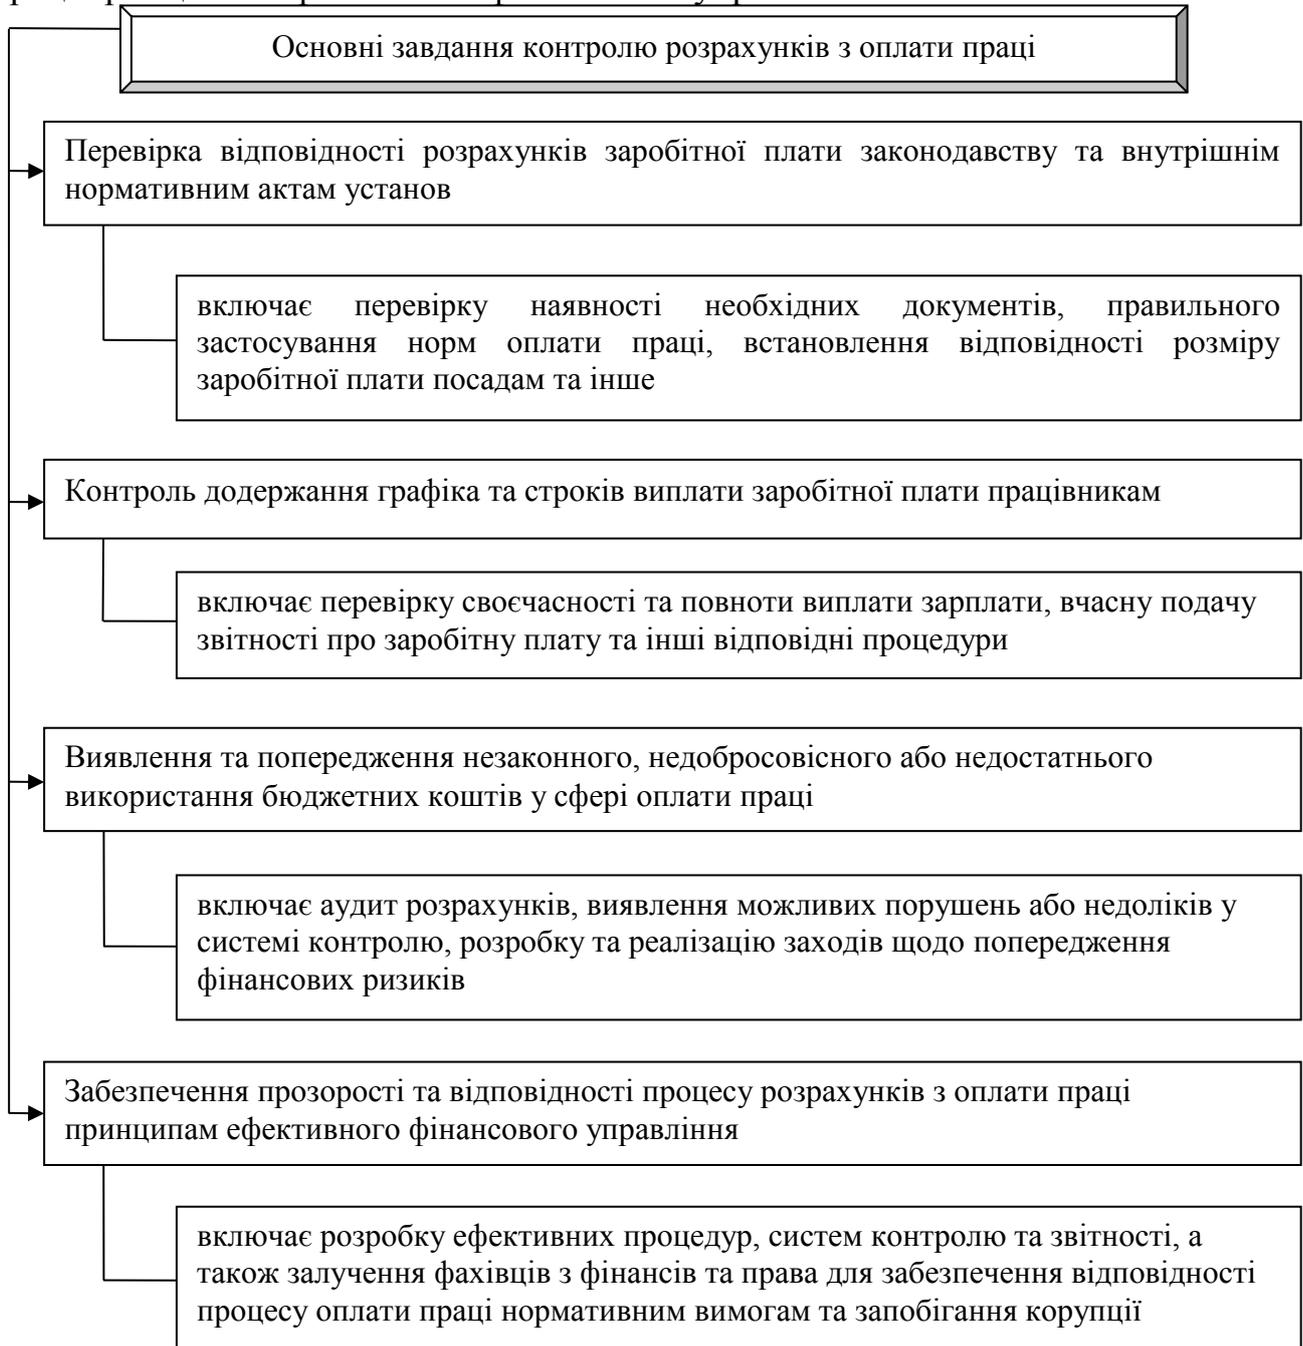 Основні завдання контролю розрахунків з оплати праці
Перевірка відповідності розрахунків заробітної плати законодавству та внутрішнім
нормативним актам установ
включає перевірку наявності необхідних документів, правильного
застосування норм оплати праці, встановлення відповідності розміру
заробітної плати посадам та інше
Контроль додержання графіка та строків виплати заробітної плати працівникам
включає перевірку своєчасності та повноти виплати зарплати, вчасну подачу
звітності про заробітну плату та інші відповідні процедури
Виявлення та попередження незаконного, недобросовісного або недостатнього
використання бюджетних коштів у сфері оплати праці
включає аудит розрахунків, виявлення можливих порушень або недоліків у
системі контролю, розробку та реалізацію заходів щодо попередження
фінансових ризиків
Забезпечення прозорості та відповідності процесу розрахунків з оплати праці
принципам ефективного фінансового управління
включає розробку ефективних процедур, систем контролю та звітності, а
також залучення фахівців з фінансів та права для забезпечення відповідності
процесу оплати праці нормативним вимогам та запобігання корупції